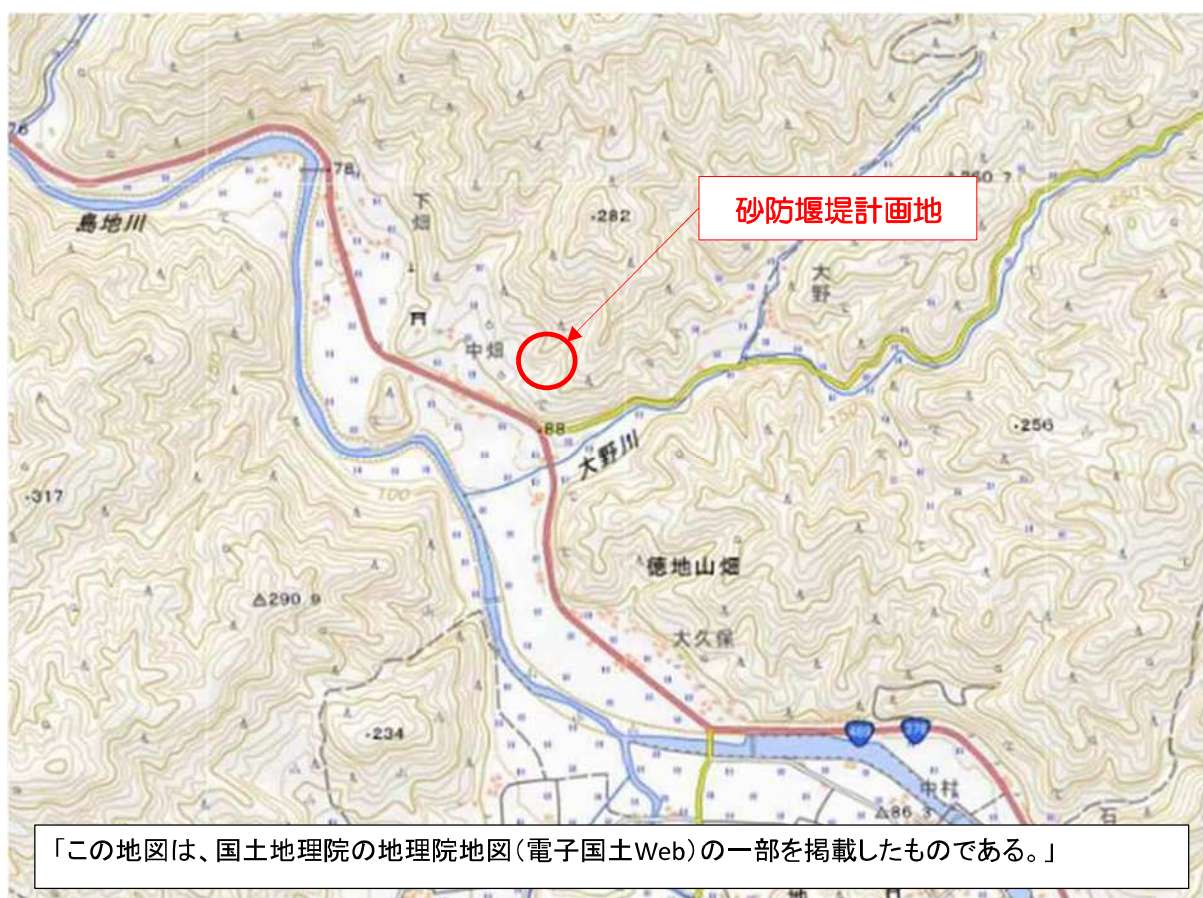 76
78
島地川
下畑
・282
砂防堰堤計画地
大野
中畑
88
大野川
・256
・317
100
150
徳地山畑
△290.9
大久保
・234
中村
△86.3
石
「この地図は、国土地理院の地理院地図(電子国土Web)の一部を掲載したものである。」
地